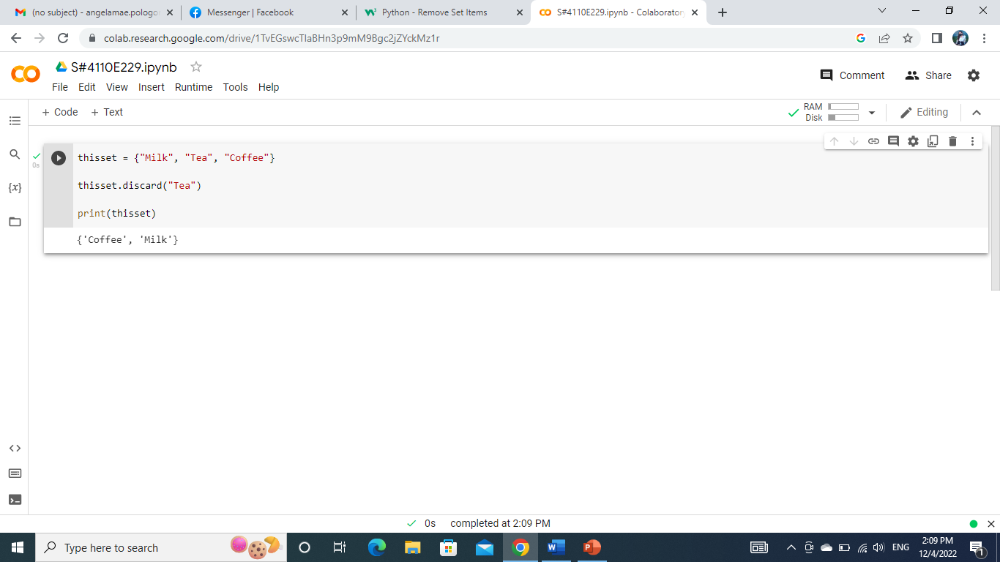 (no subject) - angelamae.pologo
Messenger | Facebook
Python - Remove Set Items
S#4110E229.ipynb - Colaboratory
colab.research.google.com/drive/1TvEGswcTlaBHn3p9mM9Bgc2jZYckMz1r
S#4110E229.ipynb
File Edit View Insert Runtime Tools Help
Comment
Share
+ Code + Text
RAM
Disk
Editing
{x}
0s
thisset = {"Milk", "Tea", "Coffee"}
thisset.discard("Tea")
print(thisset)
{'Coffee', 'Milk'}
0s completed at 2:09 PM
Type here to search
ENG
2:09 PM
12/4/2022
1